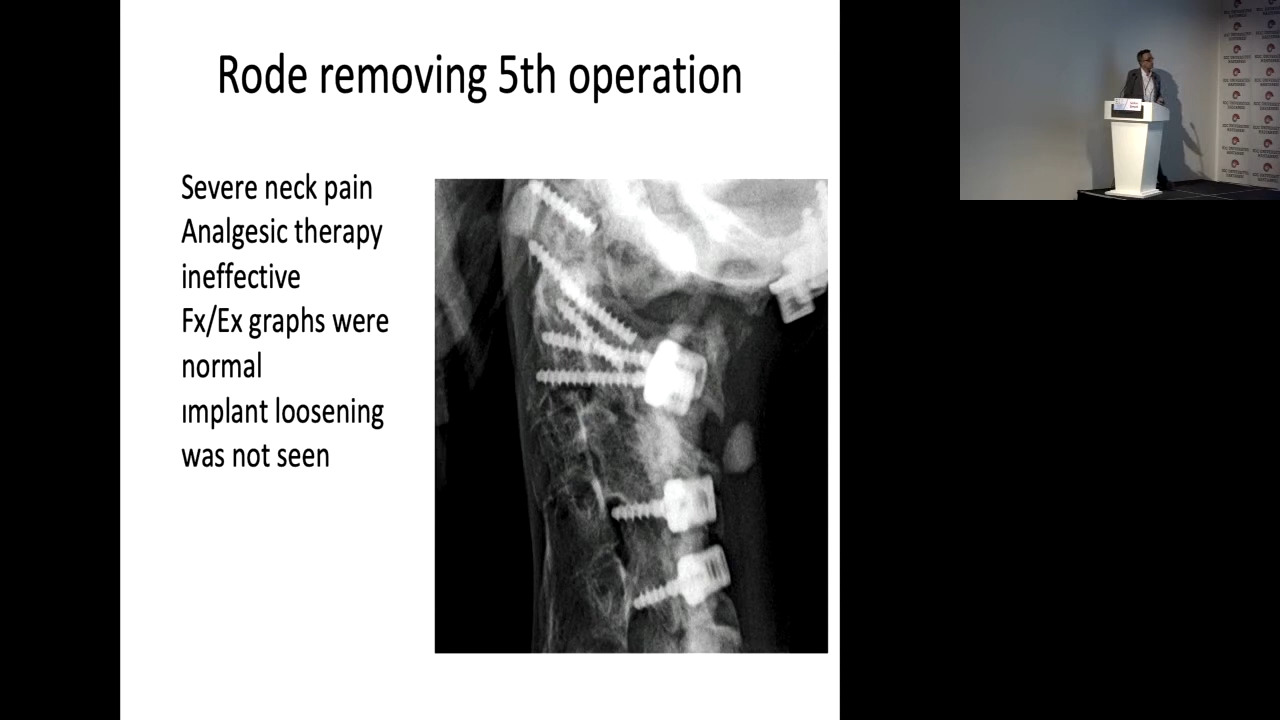 Rode removing 5th operation
Severe neck pain
Analgesic therapy
ineffective
Fx/Ex graphs were
normal
ımplant loosening
was not seen